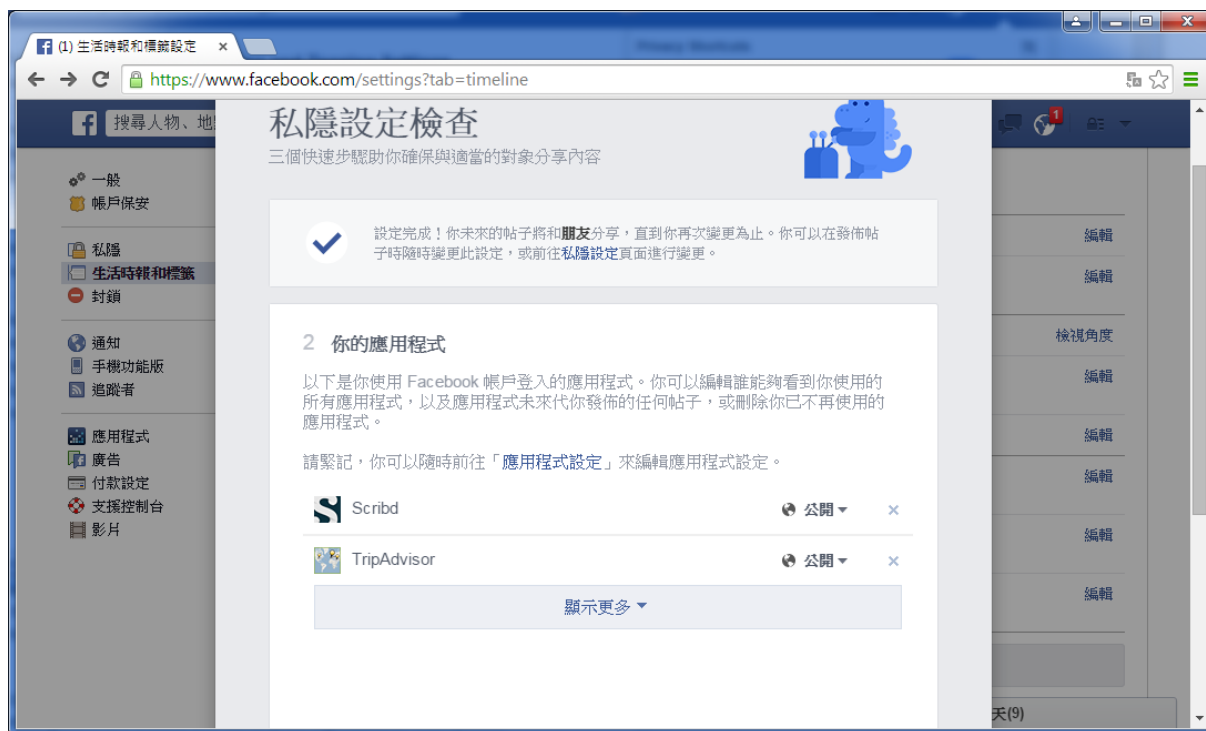 (1) 生活時報和標籤設定
https://www.facebook.com/settings?tab=timeline
搜尋人物、地
1
一般
帳戶保安
私隱
生活時報和標籤
封鎖
通知
手機功能版
追蹤者
應用程式
廣告
付款設定
支援控制台
影片
私隱設定檢查
三個快速步驟助你確保與適當的對象分享內容
設定完成！你未來的帖子將和朋友分享，直到你再次變更為止。你可以在發佈帖
子時隨時變更此設定，或前往私隱設定頁面進行變更。
2 你的應用程式
以下是你使用 Facebook 帳戶登入的應用程式。你可以編輯誰能夠看到你使用的
所有應用程式，以及應用程式未來代你發佈的任何帖子，或刪除你已不再使用的
應用程式。
請緊記，你可以隨時前往「應用程式設定」來編輯應用程式設定。
Scribd 公開
TripAdvisor 公開
顯示更多
編輯
編輯
檢視角度
編輯
編輯
編輯
編輯
編輯
天(9)